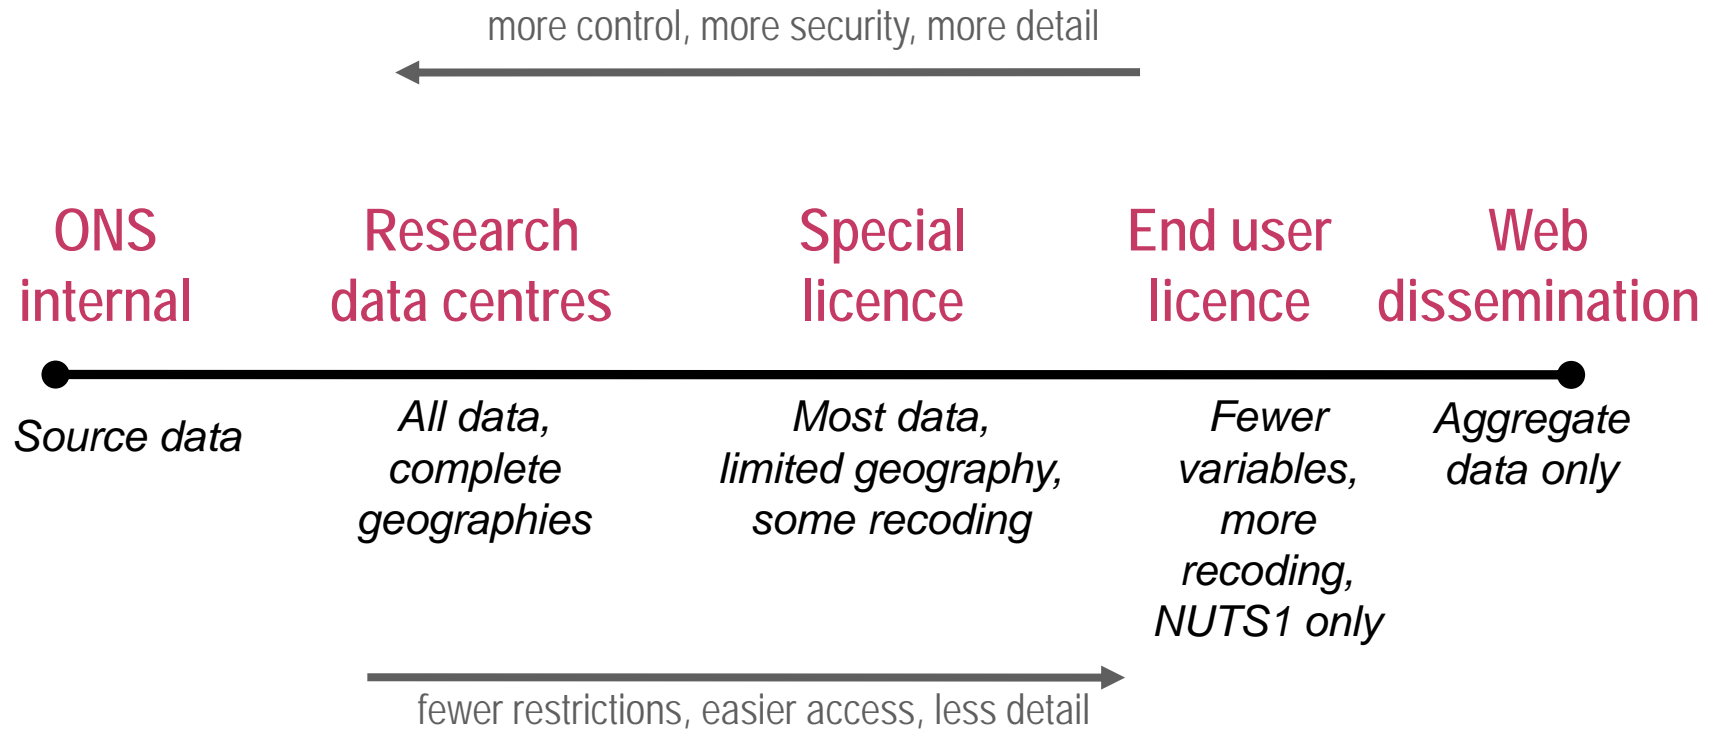 more control, more security, more detail
ONS
internal
Research
data centres
Special
licence
End user
licence
Web
dissemination
Source data
All data,
complete
geographies
Most data,
limited geography,
some recoding
Fewer
variables,
more
recoding,
NUTS1 only
Aggregate
data only
fewer restrictions, easier access, less detail